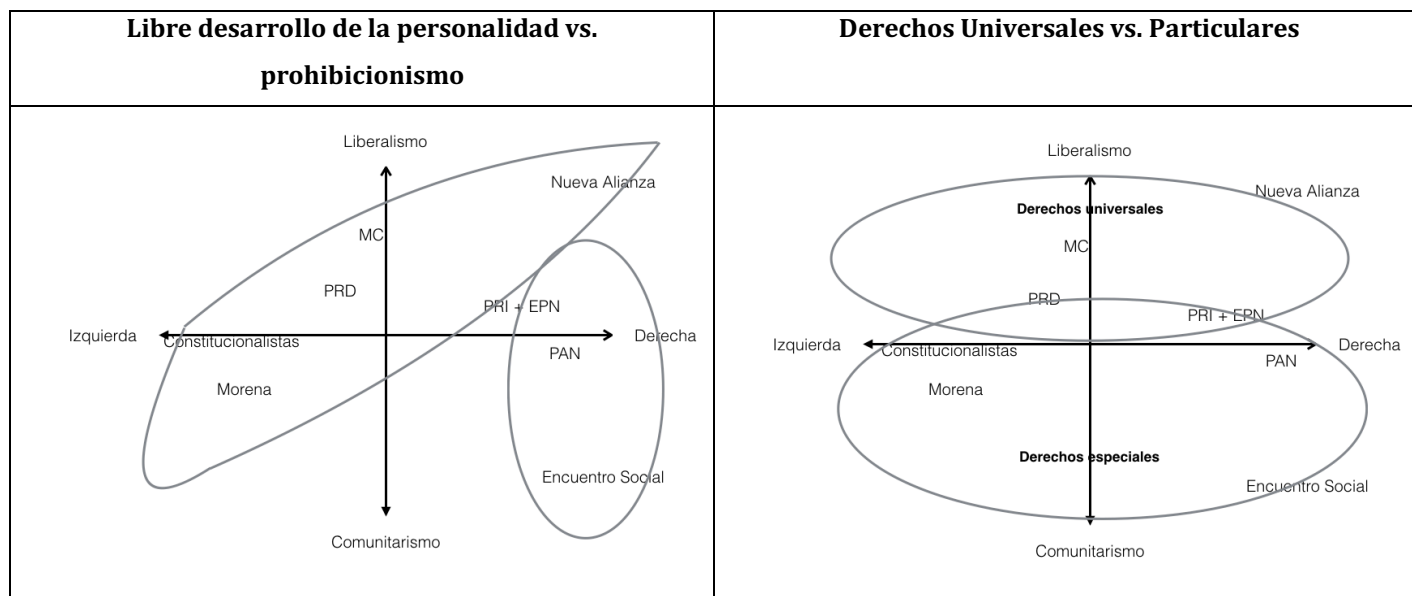 Libre desarrollo de la personalidad vs.
prohibicionismo
Derechos Universales vs. Particulares
Liberalismo
Nueva Alianza
MC
PRD
PRI + EPN
Izquierda
Derecha
Constitucionalistas
PAN
Morena
Encuentro Social
Comunitarismo
Liberalismo
Nueva Alianza
Derechos universales
MC
PRD
PRI + EPN
Izquierda
Derecha
Constitucionalistas
PAN
Morena
Derechos especiales
Encuentro Social
Comunitarismo